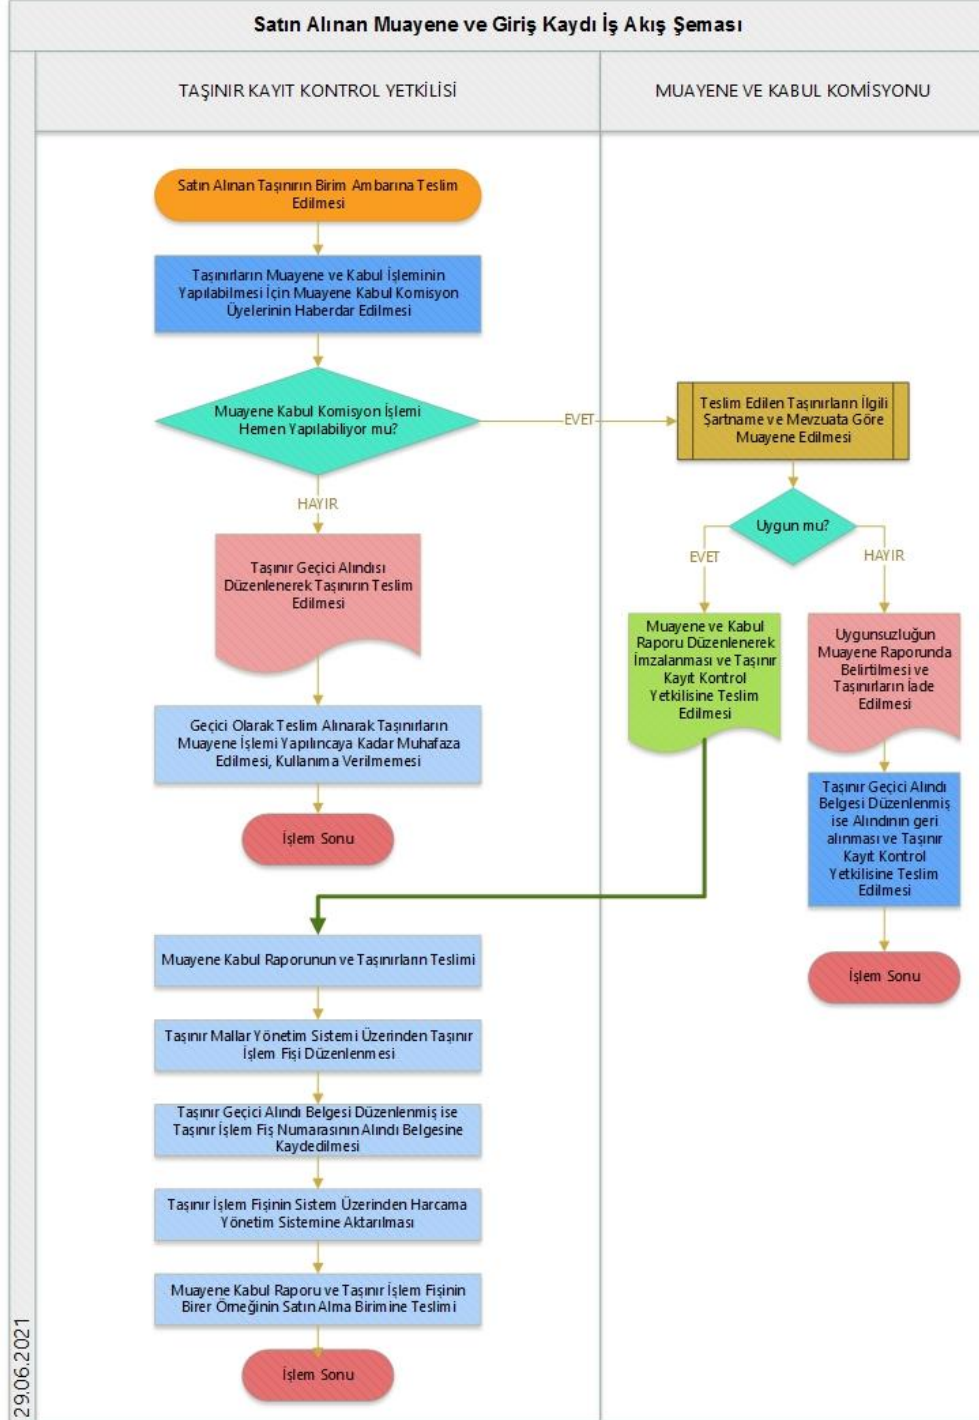 Satın Alınan Muayene ve Giriş Kaydı İş Akış Şeması
TAŞINIR KAYIT KONTROL YETKİLİSİ
MUAYENE VE KABUL KOMİSYONU
Satın Alınan Taşınırın Birim Ambarına Teslim
Edilmesi
Taşınırların Muayene ve Kabul İşleminin
Yapılabilmesi İçin Muayene Kabul Komisyon
Üyelerinin Haberdar Edilmesi
Muayene Kabul Komisyon İşlemi
Hemen Yapılabiliyor mu?
EVET
HAYIR
Taşınır Geçici Alındısı
Düzenlenerek Taşınırın Teslim
Edilmesi
Geçici Olarak Teslim Alınarak Taşınırların
Muayene İşlemi Yapılıncaya Kadar Muhafaza
Edilmesi, Kullanıma Verilmemesi
İşlem Sonu
Teslim Edilen Taşınırların İlgili
Şartname ve Mevzuata Göre
Muayene Edilmesi
Uygun mu?
EVET
HAYIR
Muayene ve Kabul
Raporu Düzenlenerek
İmzalanması ve Taşınır
Kayıt Kontrol
Yetkilisine Teslim
Edilmesi
Uygunsuzluğun
Muayene Raporunda
Belirtilmesi ve
Taşınırların İade
Edilmesi
Taşınır Geçici Alındı
Belgesi Düzenlenmiş
ise Alındının geri
alınması ve Taşınır
Kayıt Kontrol
Yetkilisine Teslim
Edilmesi
İşlem Sonu
Muayene Kabul Raporunun ve Taşınırların Teslimi
Taşınır Mallar Yönetim Sistemi Üzerinden Taşınır
İşlem Fişi Düzenlenmesi
Taşınır Geçici Alındı Belgesi Düzenlenmiş ise
Taşınır İşlem Fiş Numarasının Alındı Belgesine
Kaydedilmesi
Taşınır İşlem Fişinin Sistem Üzerinden Harcama
Yönetim Sistemine Aktarılması
Muayene Kabul Raporu ve Taşınır İşlem Fişinin
Birer Örneğinin Satın Alma Birimine Teslimi
İşlem Sonu
29.06.2021